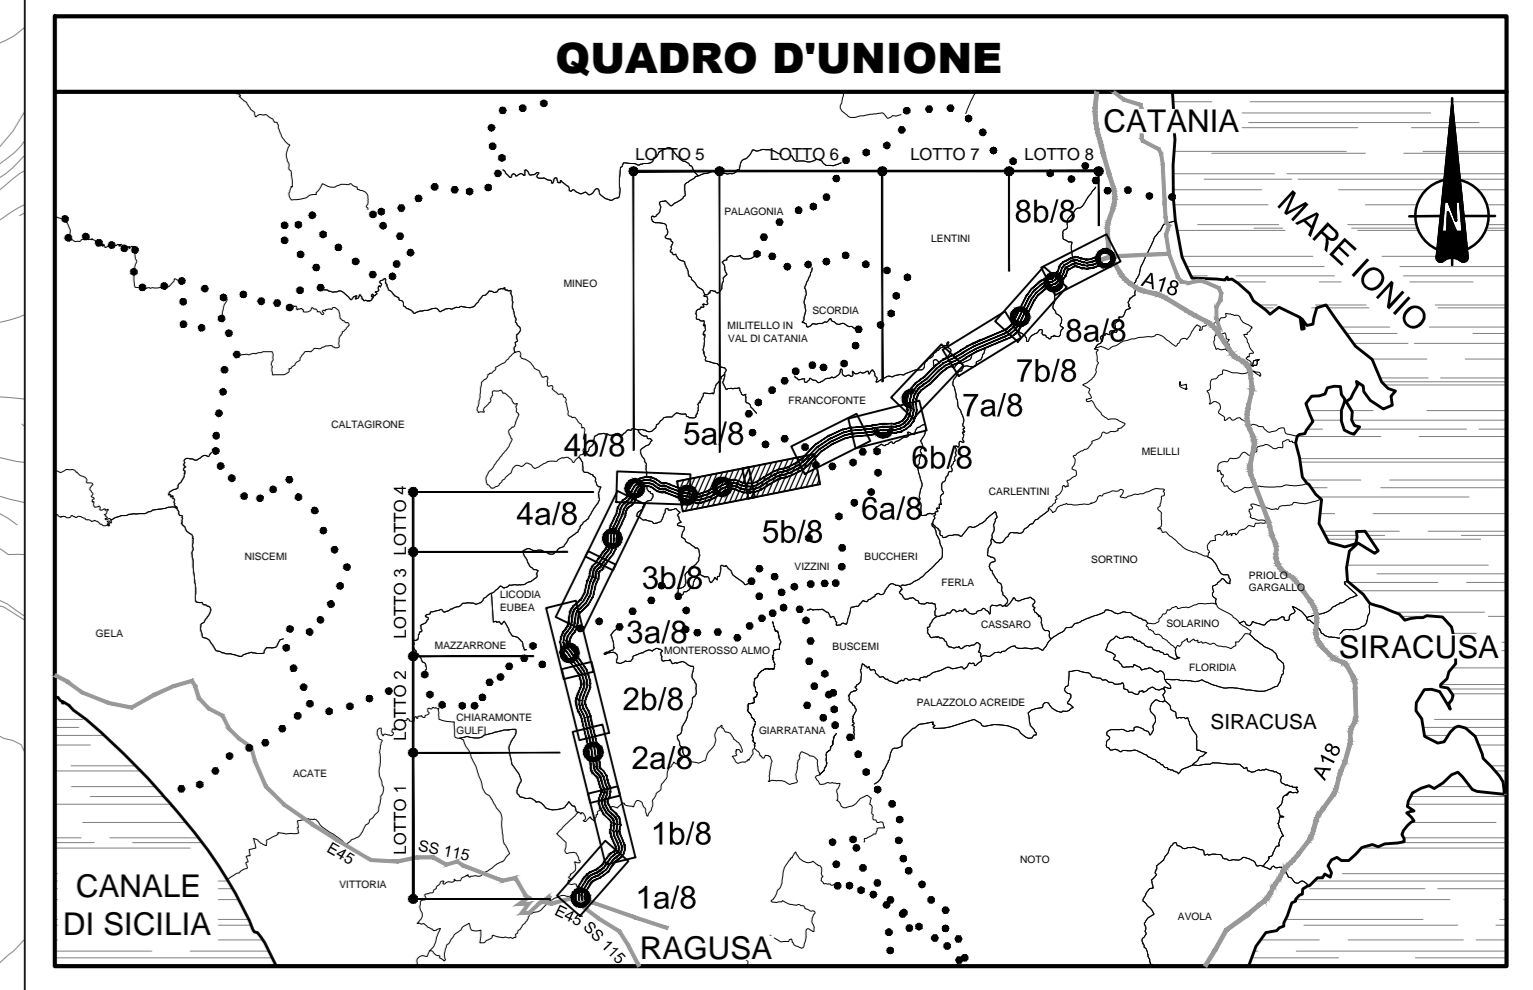 QUADRO D'UNIONE
CATANIA
LOTTO 5
LOTTO 6
LOTTO 7
LOTTO 8
N
MARE IONIO
PALAGONIA
8b/8
LENTINI
MINEO
A18
SCORDIA
MILITELLO IN
VAL DI CATANIA
8a/8
7b/8
FRANCOFONTE
7a/8
CALTAGIRONE
4b/8
5a/8
6b/8
MELILLI
CARLENTINI
LOTTO 4
4a/8
6a/8
5b/8
NISCEMI
BUCCHERI
SORTINO
VIZZINI
3b/8
FERLA
PRIOLO
GARGALLO
LOTTO 3
LICODIA
EUBEA
GELA
CASSARO
SOLARINO
3a/8
MAZZARRONE
MONTEROSSO ALMO
BUSCEMI
SIRACUSA
FLORIDIA
LOTTO 2
2b/8
PALAZZOLO ACREIDE
CHIARAMONTE
GULFI
GIARRATANA
SIRACUSA
2a/8
A18
ACATE
LOTTO 1
1b/8
E45
SS 115
NOTO
VITTORIA
CANALE
DI SICILIA
1a/8
E45 SS 115
AVOLA
RAGUSA